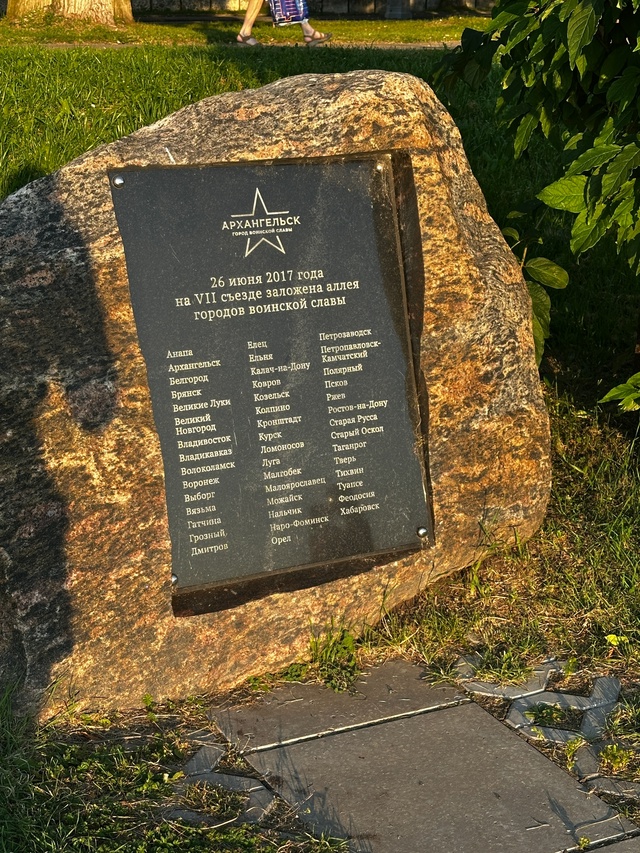 АРХАНГЕЛЬСК
ГОРОД ВОИНСКОЙ СЛАВЫ
26 июня 2017 года
на VII съезде заложена аллея
городов воинской славы
Анапа
Архангельск
Белгород
Брянск
Великие Луки
Великий
Новгород
Владивосток
Владикавказ
Волоколамск
Воронеж
Выборг
Вязьма
Гатчина
Грозный
Дмитров
Елец
Ельня
Калач-на-Дону
Ковров
Козельск
Колпино
Кронштадт
Курск
Ломоносов
Луга
Малгобек
Малоярославец
Можайск
Нальчик
Наро-Фоминск
Орел
Петрозаводск
Петропавловск-
Камчатский
Полярный
Псков
Ржев
Ростов-на-Дону
Старая Русса
Старый Оскол
Таганрог
Тверь
Тихвин
Туапсе
Феодосия
Хабаровск